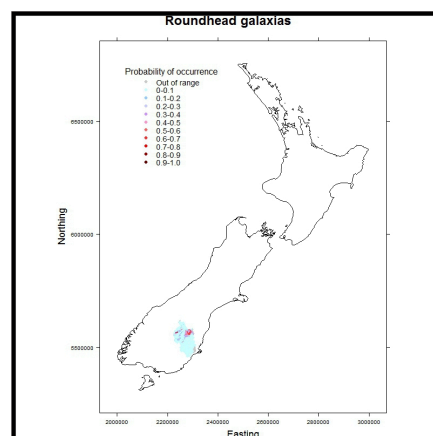 Roundhead galaxias
Probability of occurrence
Out of range
0-0.1
0.1-0.2
0.2-0.3
0.3-0.4
0.4-0.5
0.5-0.6
0.6-0.7
0.7-0.8
0.8-0.9
0.9-1.0
Northing
6500000
6000000
5500000
2000000 2200000 2400000 2600000 2800000 3000000
Easting